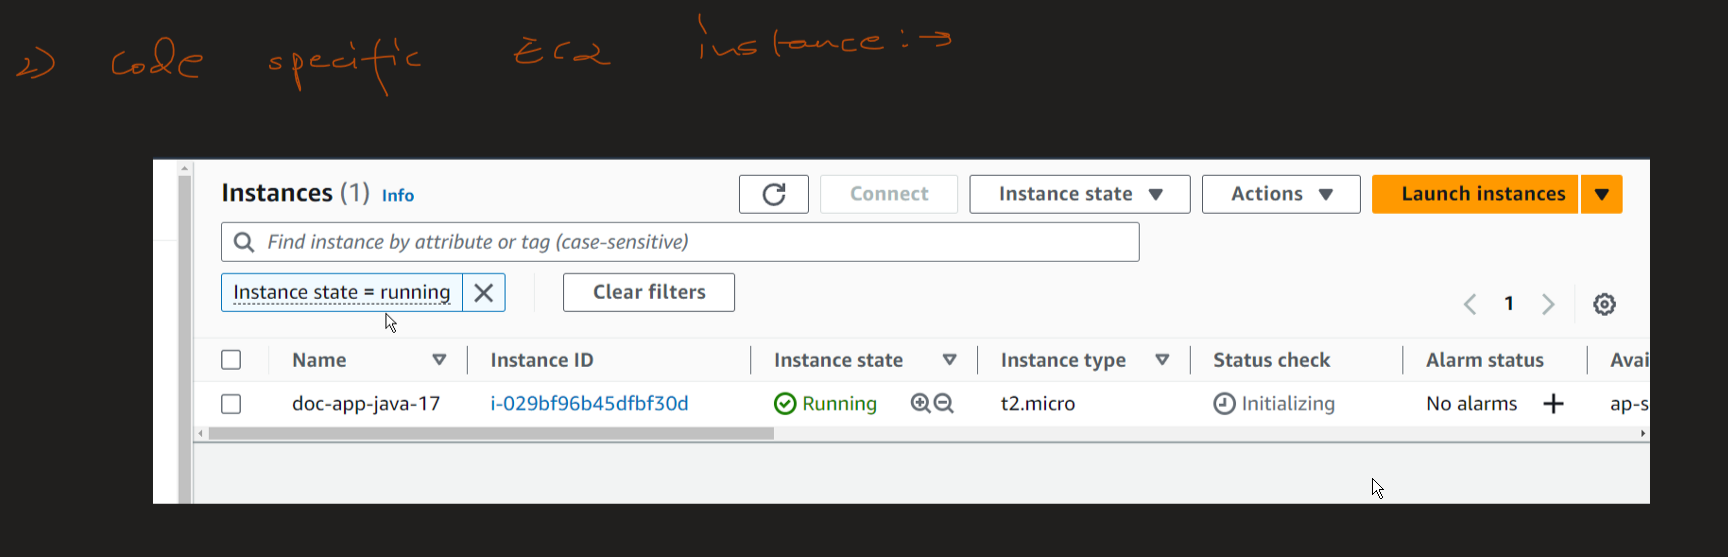 2) Code specific EC2 instance:→
Instances (1) Info
Connect
Instance state
Actions
Launch instances
Find instance by attribute or tag (case-sensitive)
Instance state = running
Clear filters
1
Name Instance ID Instance state Instance type Status check Alarm status Avai
doc-app-java-17 i-029bf96b45dfbf30d Running t2.micro Initializing No alarms + ap-s